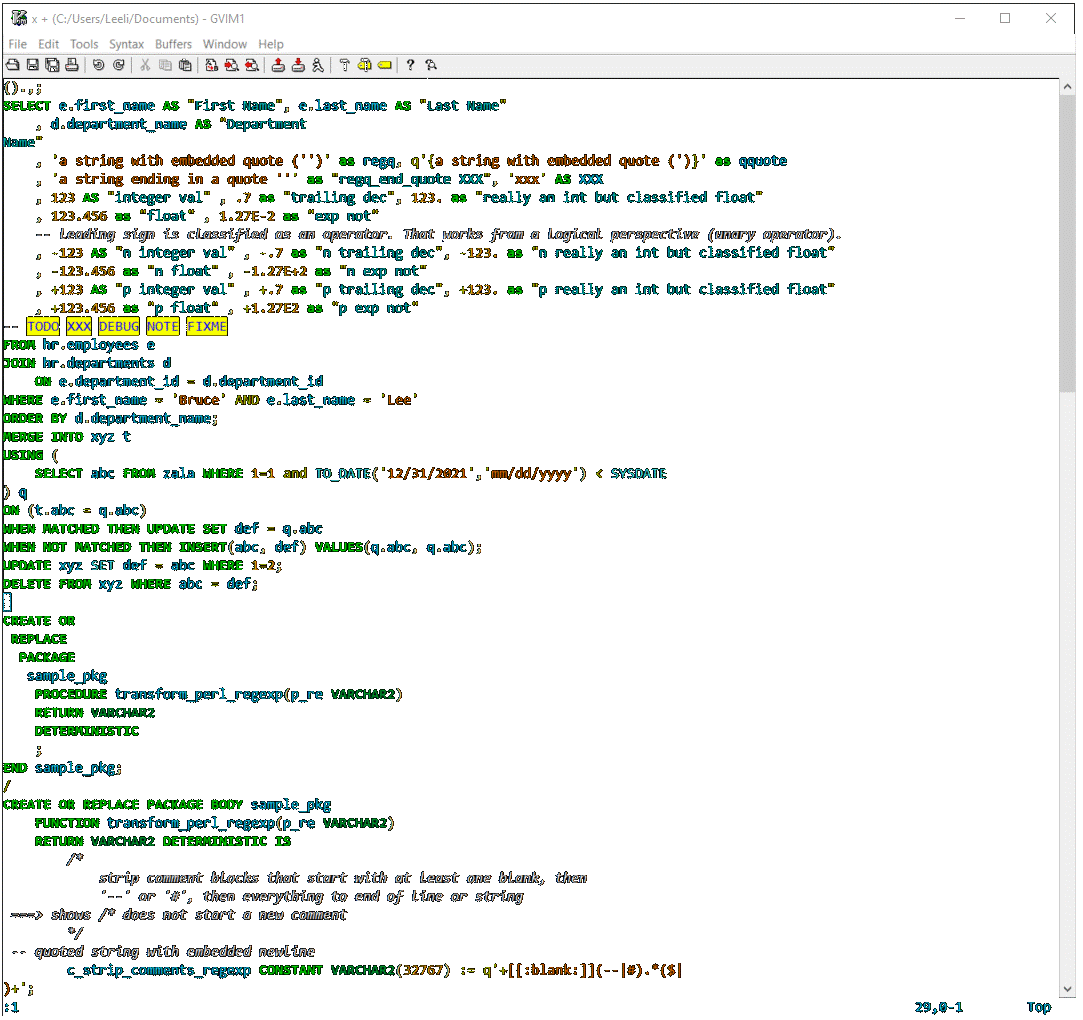 x + (C:/Users/Leeli/Documents) - GVIM1
File Edit Tools Syntax Buffers Window Help
().,;
SELECT e.first_name AS "First Name", e.last_name AS "Last Name"
    , d.department_name AS "Department
Name"
    , 'a string with embedded quote ('')' as regq, q'{a string with embedded quote (')}' as qquote
    , 'a string ending in a quote ''' as "regq_end_quote XXX", 'xxx' AS XXX
    , 123 AS "integer val" , .7 as "trailing dec", 123. as "really an int but classified float"
    , 123.456 as "float" , 1.27E-2 as "exp not"
    -- Leading sign is classified as an operator. That works from a logical perspective (unary operator).
    , -123 AS "n integer val" , -.7 as "n trailing dec", -123. as "n really an int but classified float"
    , -123.456 as "n float" , -1.27E+2 as "n exp not"
    , +123 AS "p integer val" , +.7 as "p trailing dec", +123. as "p really an int but classified float"
    , +123.456 as "p float" , +1.27E2 as "p exp not"
-- TODO XXX DEBUG NOTE FIXME
FROM hr.employees e
JOIN hr.departments d
    ON e.department_id = d.department_id
WHERE e.first_name = 'Bruce' AND e.last_name = 'Lee'
ORDER BY d.department_name;
MERGE INTO xyz t
USING (
    SELECT abc FROM zala WHERE 1=1 and TO_DATE('12/31/2021','mm/dd/yyyy') < SYSDATE
) q
ON (t.abc = q.abc)
WHEN MATCHED THEN UPDATE SET def = q.abc
WHEN NOT MATCHED THEN INSERT(abc, def) VALUES(q.abc, q.abc);
UPDATE xyz SET def = abc WHERE 1=2;
DELETE FROM xyz WHERE abc = def;
CREATE OR
 REPLACE
  PACKAGE
   sample_pkg
    PROCEDURE transform_perl_regexp(p_re VARCHAR2)
    RETURN VARCHAR2
    DETERMINISTIC
    ;
END sample_pkg;
/
CREATE OR REPLACE PACKAGE BODY sample_pkg
    FUNCTION transform_perl_regexp(p_re VARCHAR2)
    RETURN VARCHAR2 DETERMINISTIC IS
        /*
            strip comment blocks that start with at least one blank, then
            '--' or '#', then everything to end of line or string
 ===> shows /* does not start a new comment
        */
 -- quoted string with embedded newline
        c_strip_comments_regexp CONSTANT VARCHAR2(32767) := q'+[[:blank:]](--|#).*($|
)+';
:1 29,0-1 Top